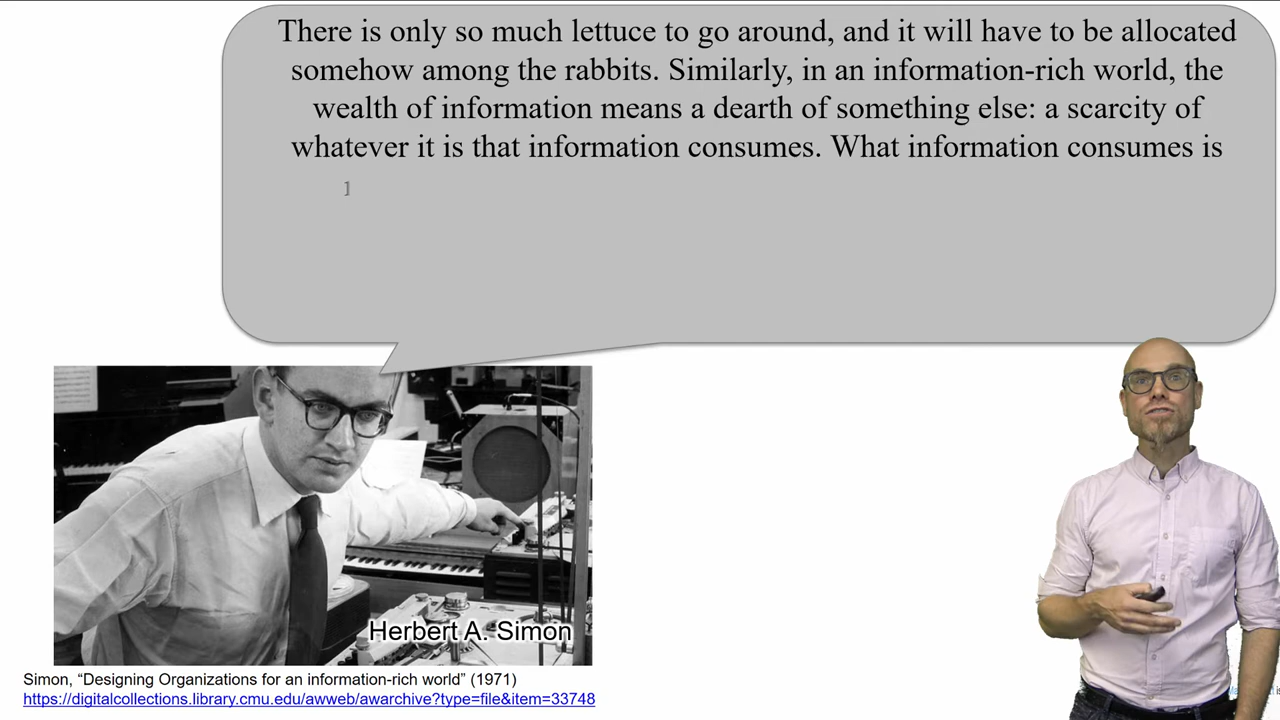 There is only so much lettuce to go around, and it will have to be allocated
somehow among the rabbits. Similarly, in an information-rich world, the
wealth of information means a dearth of something else: a scarcity of
whatever it is that information consumes. What information consumes is
]
Herbert A. Simon
Simon, “Designing Organizations for an information-rich world” (1971)
https://digitalcollections.library.cmu.edu/awweb/awarchive?type=file&item=33748